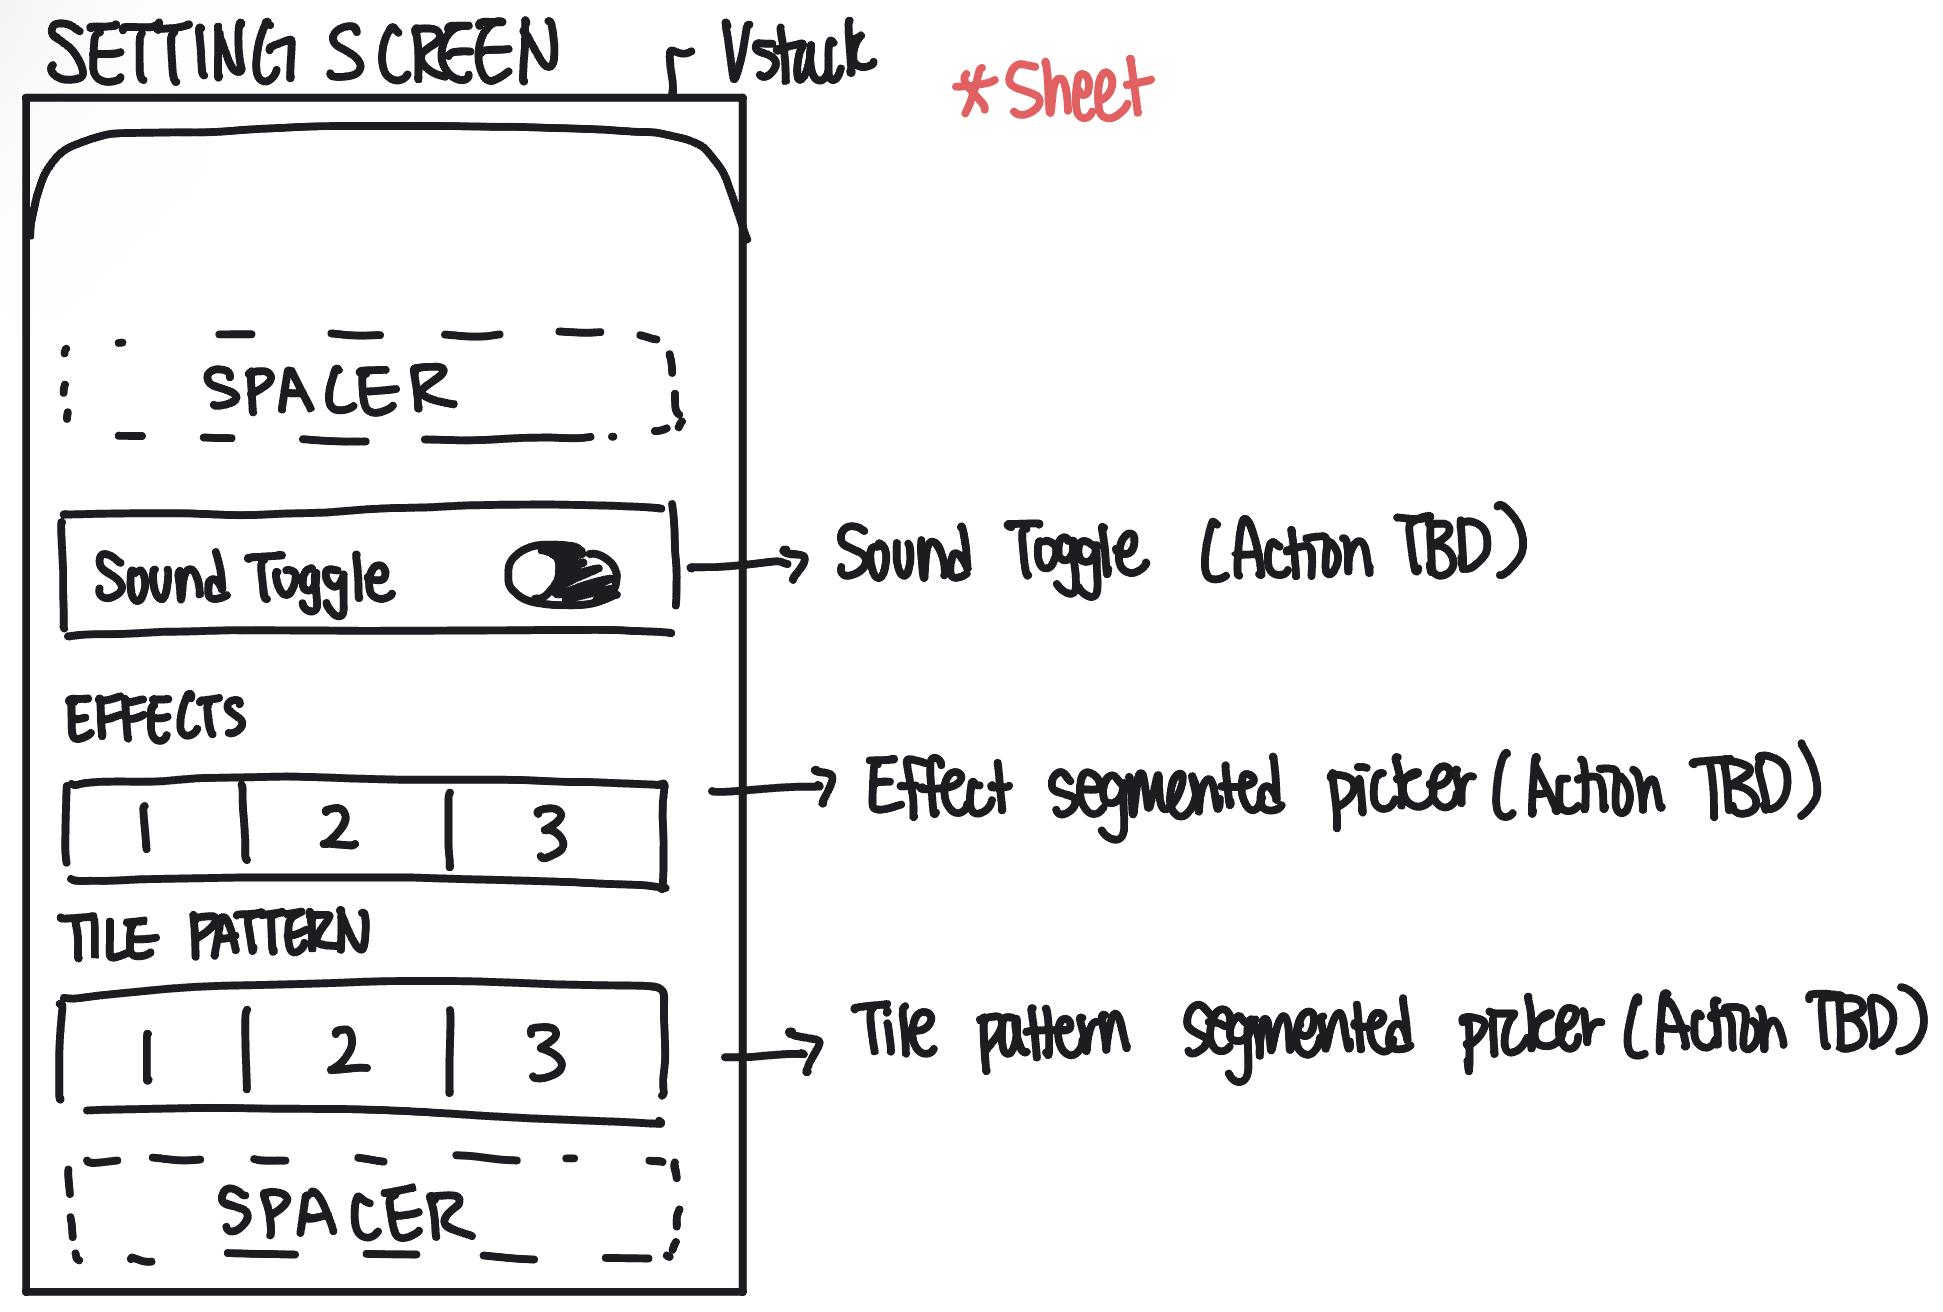 SETTING SCREEN
Vstack
*Sheet
SPACER
Sound Toggle
Sound Toggle (Action TBD)
EFFECTS
1 2 3
Effect segmented picker (Action TBD)
TILE PATTERN
1 2 3
Tile pattern segmented picker (Action TBD)
SPACER